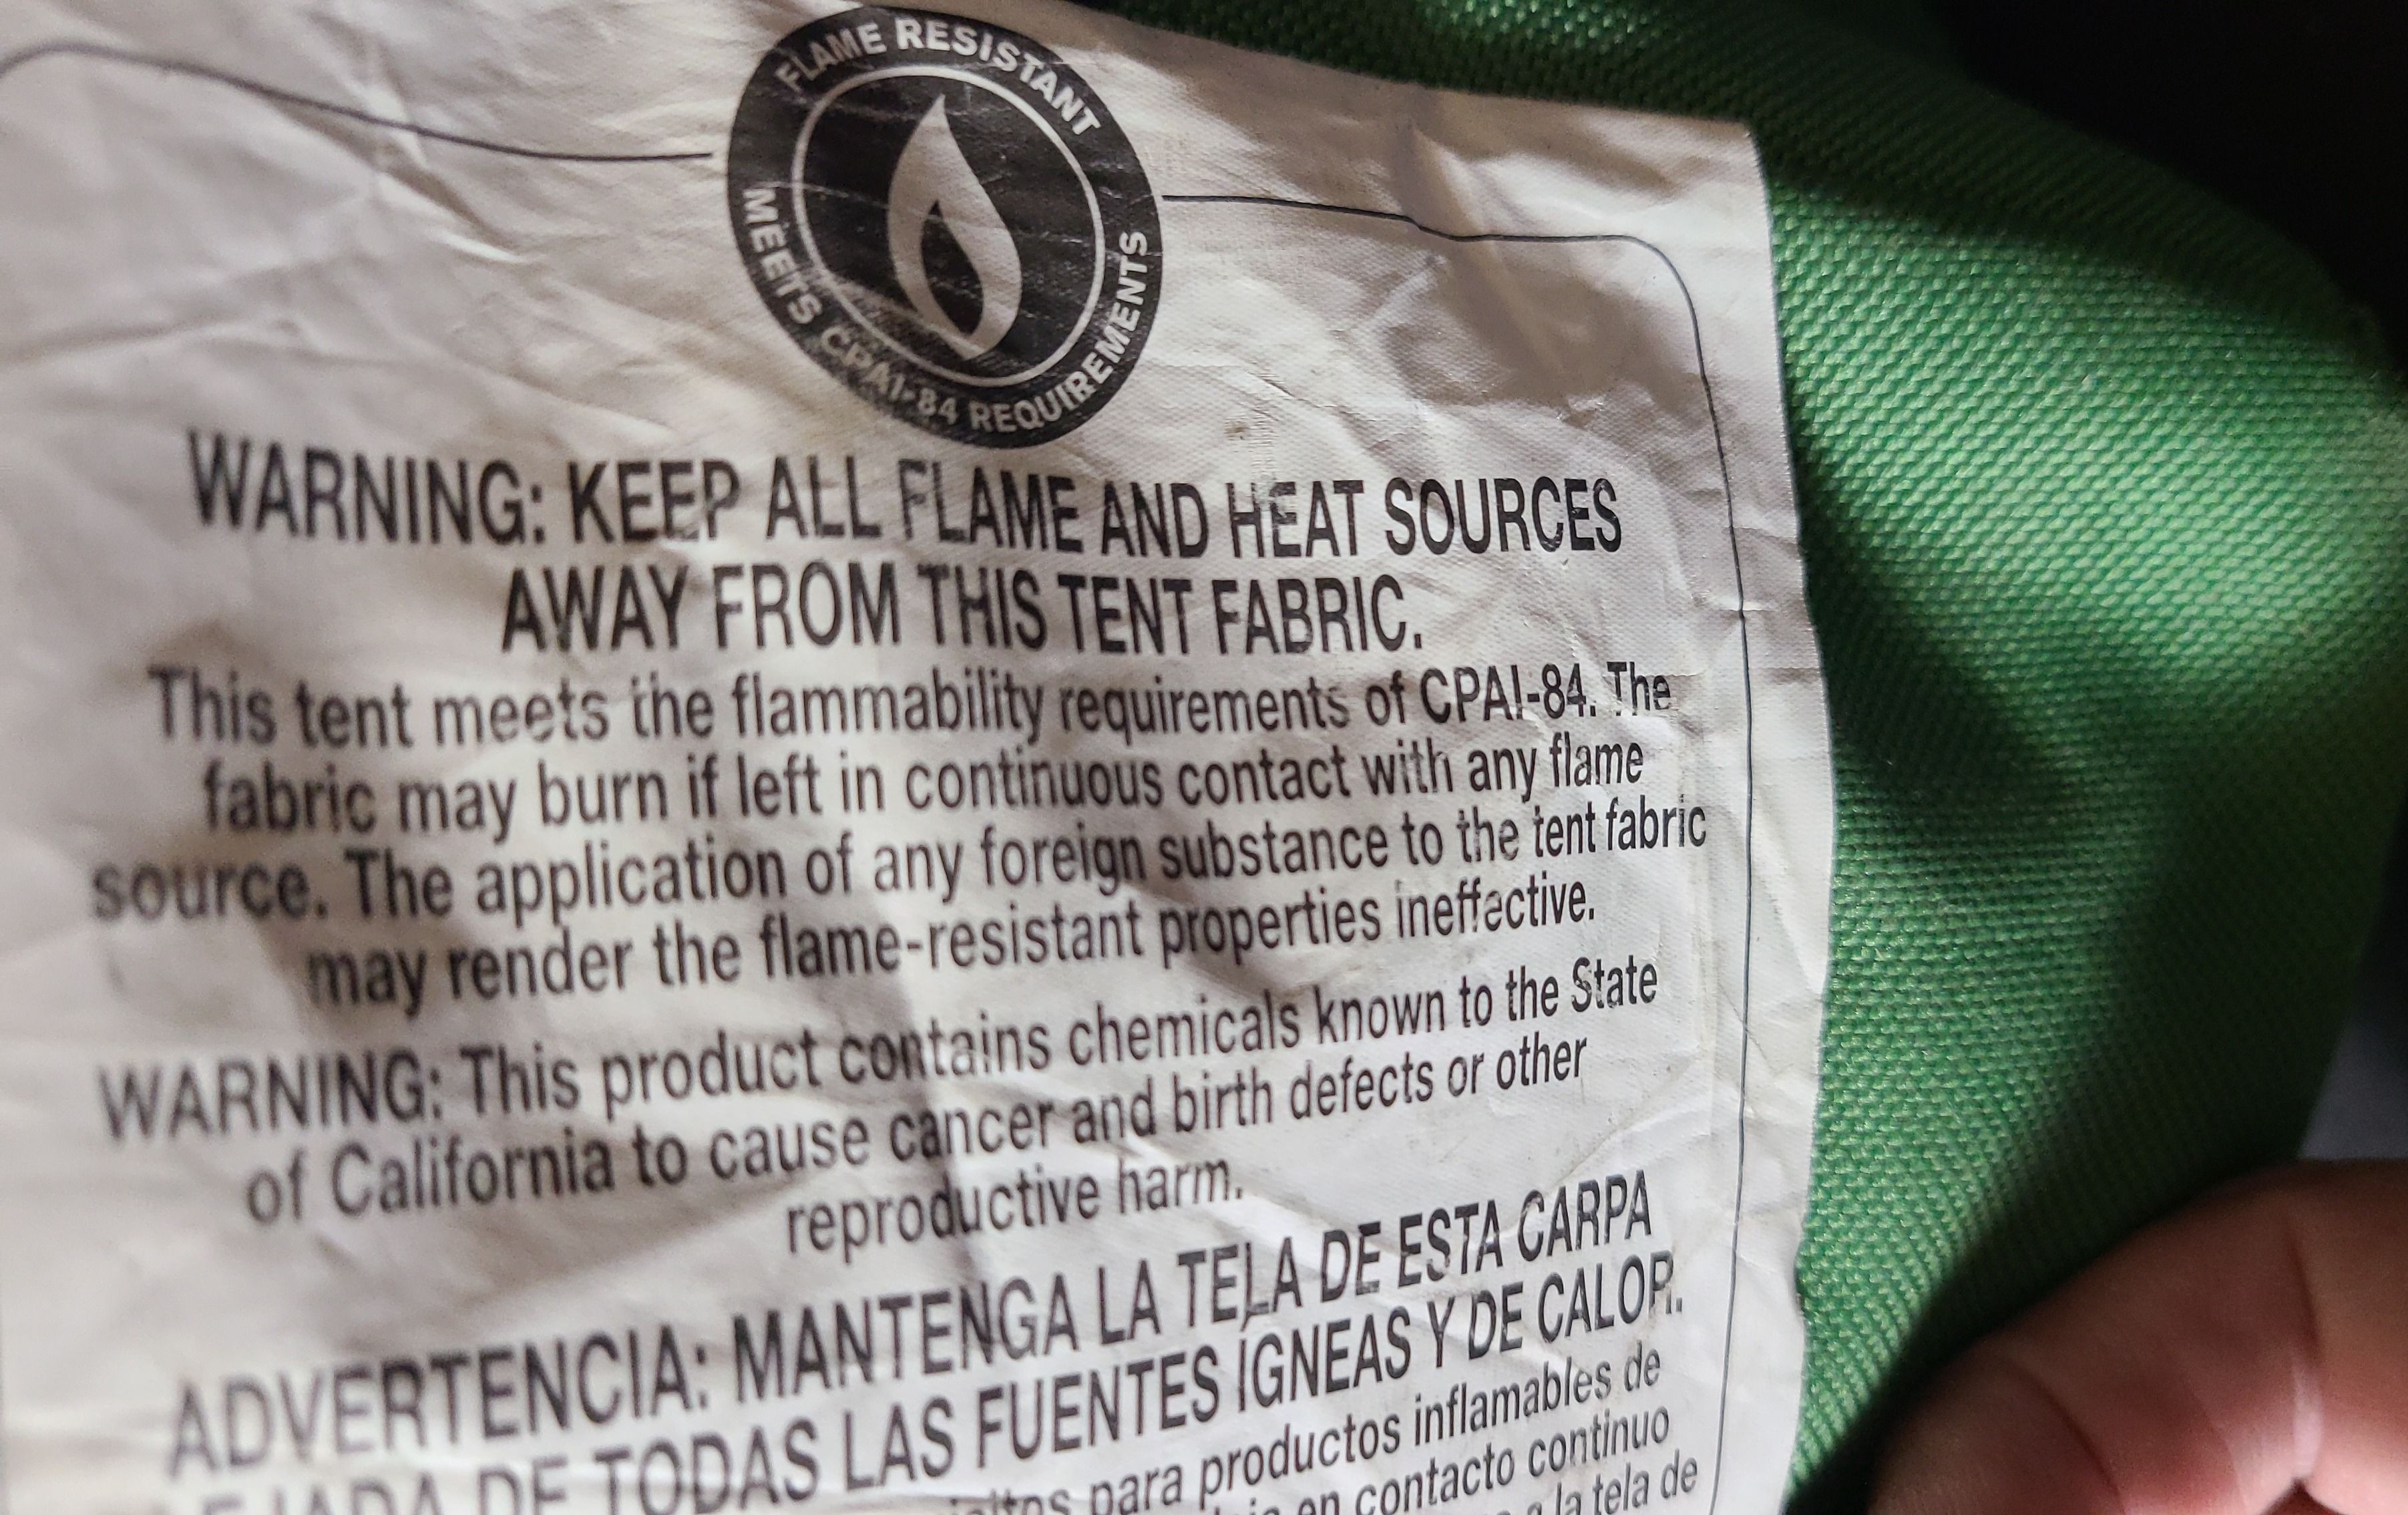 FLAME RESISTANT
MEETS CPAI-84 REQUIREMENTS
WARNING: KEEP ALL FLAME AND HEAT SOURCES
AWAY FROM THIS TENT FABRIC.
This tent meets the flammability requirements of CPAI-84. The
fabric may burn if left in continuous contact with any flame
source. The application of any foreign substance to the tent fabric
may render the flame-resistant properties ineffective.
WARNING: This product contains chemicals known to the State
of California to cause cancer and birth defects or other
reproductive harm.
ADVERTENCIA: MANTENGA LA TELA DE ESTA CARPA
DE TODAS LAS FUENTES ÍGNEAS Y DE CALOR.
para productos inflamables de
en contacto continuo
a la tela de